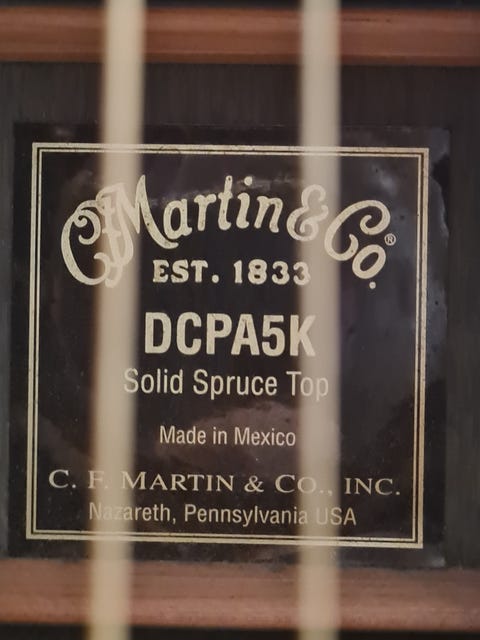 CFMartin & Co.®
EST. 1833
DCPA5K
Solid Spruce Top
Made in Mexico
C. F. MARTIN & CO., INC.
Nazareth, Pennsylvania USA